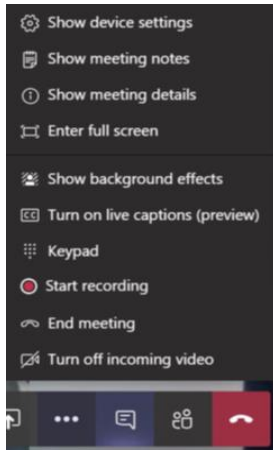 Show device settings
Show meeting notes
Show meeting details
Enter full screen
Show background effects
CC Turn on live captions (preview)
Keypad
Start recording
End meeting
Turn off incoming video